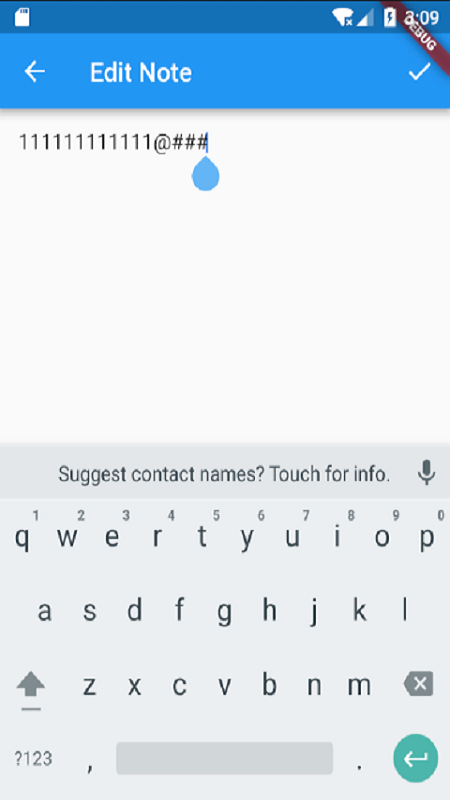 3:09
DEBUG
Edit Note
111111111111@###
Suggest contact names? Touch for info.
1 2 3 4 5 6 7 8 9 0
q w e r t y u i o p
a s d f g h j k l
z x c v b n m
?123 , .